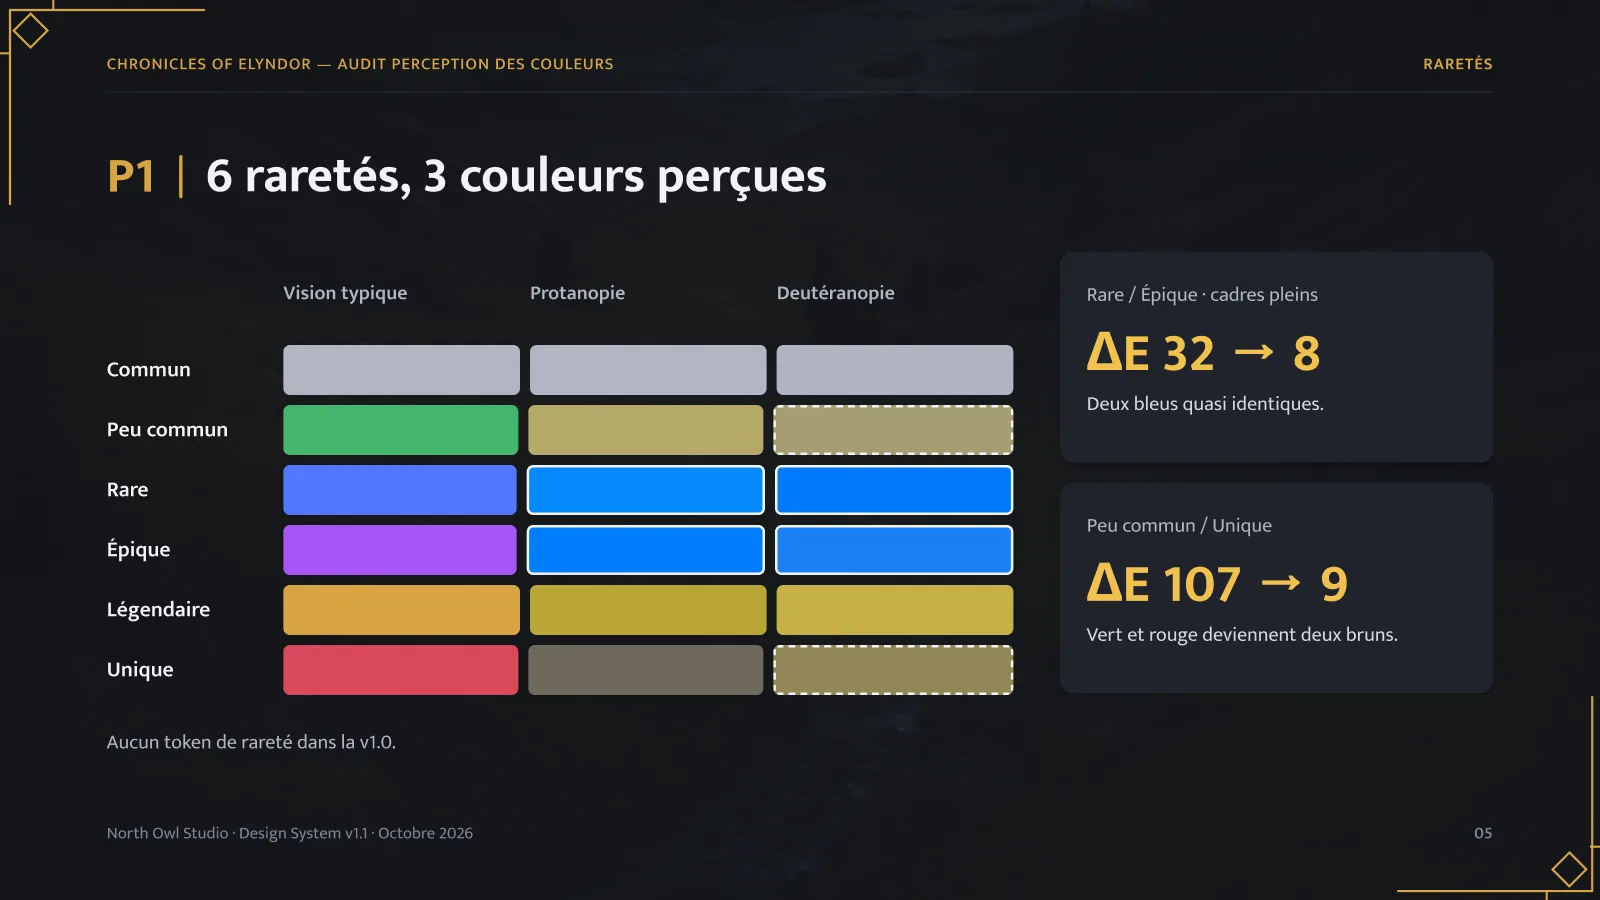 CHRONICLES OF ELYNDOR — AUDIT PERCEPTION DES COULEURS
RARETÉS
P1 | 6 raretés, 3 couleurs perçues
Vision typique
Protanopie
Deutéranopie
Commun
Peu commun
Rare
Épique
Légendaire
Unique
Aucun token de rareté dans la v1.0.
Rare / Épique · cadres pleins
ΔE 32 → 8
Deux bleus quasi identiques.
Peu commun / Unique
ΔE 107 → 9
Vert et rouge deviennent deux bruns.
North Owl Studio · Design System v1.1 · Octobre 2026
05